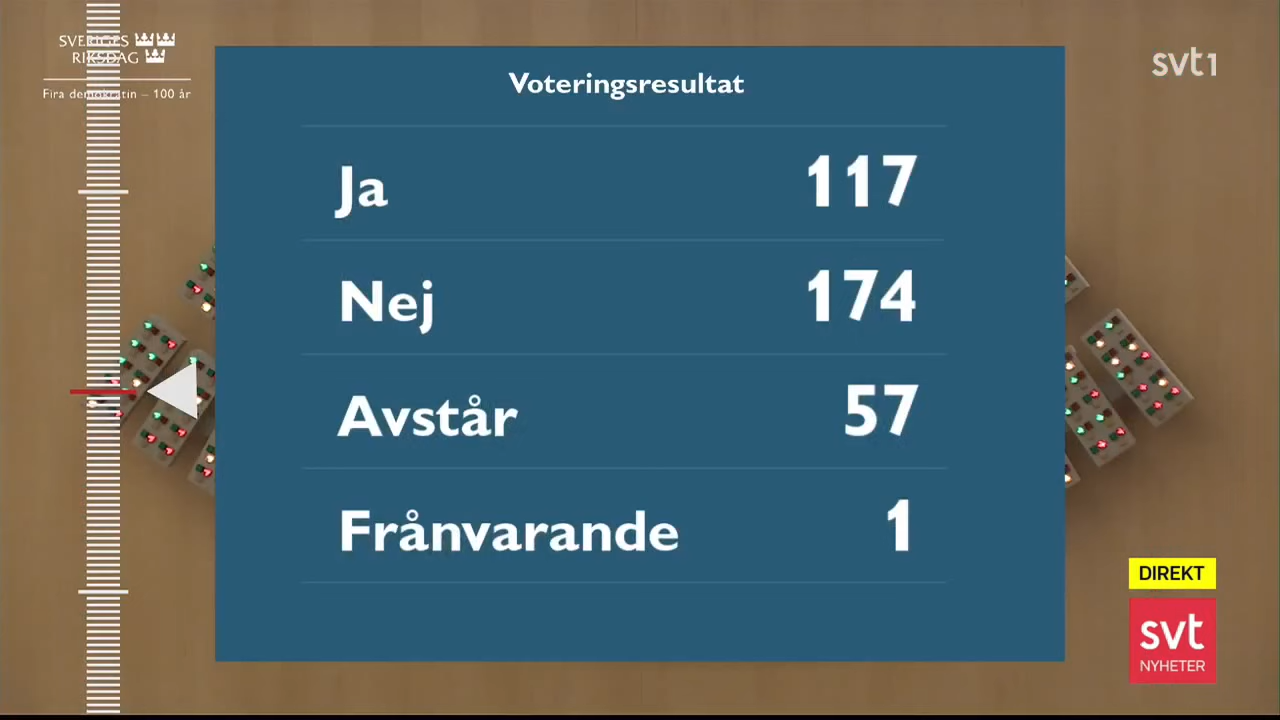 SVERIGES
RIKSDAG
Fira demokratin – 100 år
svt1
Voteringsresultat
Ja 117
Nej 174
Avstår 57
Frånvarande 1
DIREKT
svt
NYHETER